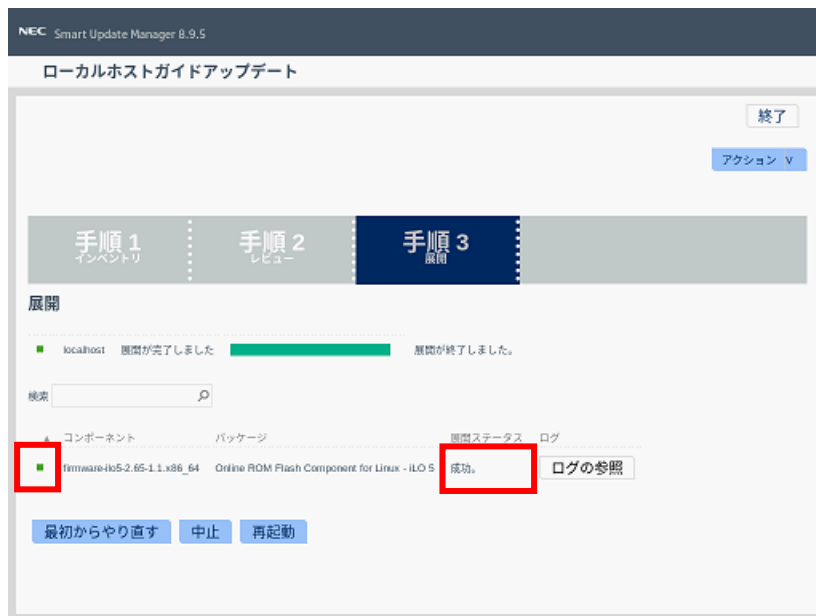 NEC Smart Update Manager 8.9.5
ローカルホストガイドアップデート
終了
アクション ∨
手順 1
インベントリ
手順 2
レビュー
手順 3
展開
展開
localhost 展開が完了しました 展開が終了しました。
検索
▲ コンポーネント パッケージ 展開ステータス ログ
firmware-ilo5-2.65-1.1.x86_64 Online ROM Flash Component for Linux - iLO 5 成功。 ログの参照
最初からやり直す 中止 再起動